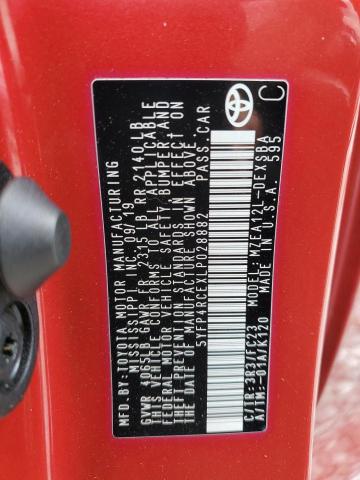 MFD. BY:TOYOTA MOTOR MANUFACTURING
MISSISSIPPI, INC. 09/19
GVWR 4065LB GAWR FR 2315 LB RR 2140 LB
THIS VEHICLE CONFORMS TO ALL APPLICABLE
FEDERAL MOTOR VEHICLE SAFETY, BUMPER, AND
THEFT PREVENTION STANDARDS IN EFFECT ON
THE DATE OF MANUFACTURE SHOWN ABOVE.
5YFP4RCEXLP028882 PASS.CAR
C/TR:3R3/FC23 MODEL: MZEA12L-DEXSBA
A/TM:-01A/K120 MADE IN U.S.A. 595
TOYOTA
C